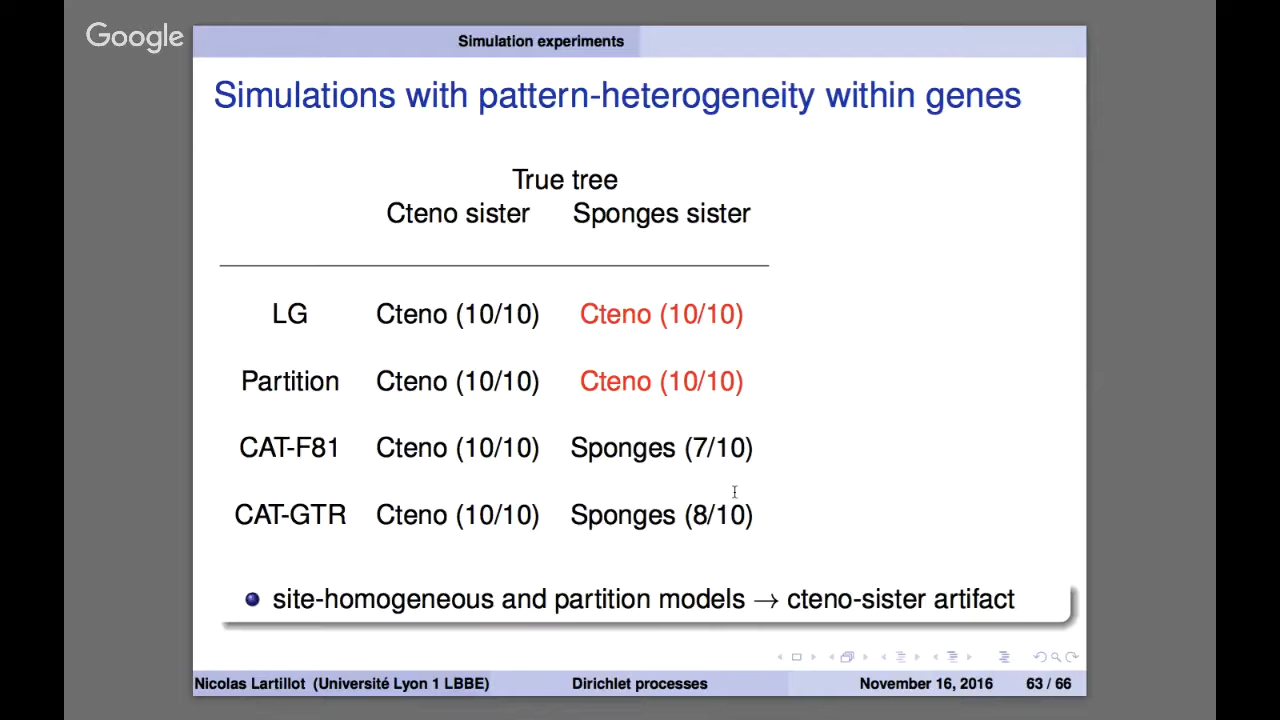 Google
Simulation experiments
Simulations with pattern-heterogeneity within genes
True tree
Cteno sister Sponges sister
LG Cteno (10/10) Cteno (10/10)
Partition Cteno (10/10) Cteno (10/10)
CAT-F81 Cteno (10/10) Sponges (7/10)
CAT-GTR Cteno (10/10) Sponges (8/10)
site-homogeneous and partition models → cteno-sister artifact
Nicolas Lartillot (Université Lyon 1 LBBE) Dirichlet processes November 16, 2016 63 / 66